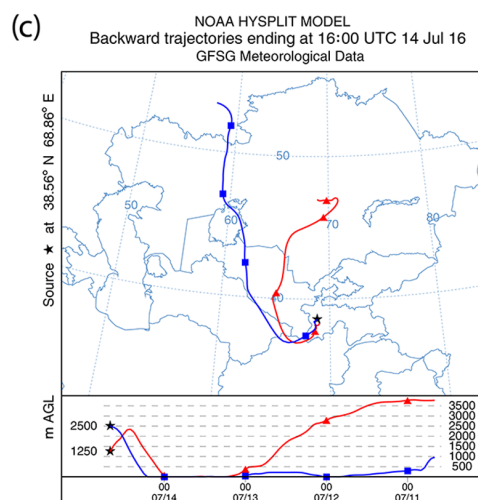 (c)
NOAA HYSPLIT MODEL
Backward trajectories ending at 16:00 UTC 14 Jul 16
GFSG Meteorological Data
Source ★ at 38.56° N 68.86° E
50
50
60
70
80
m AGL
2500
1250
3500
3000
2500
2000
1500
1000
500
00 00 00 00
07/14 07/13 07/12 07/11